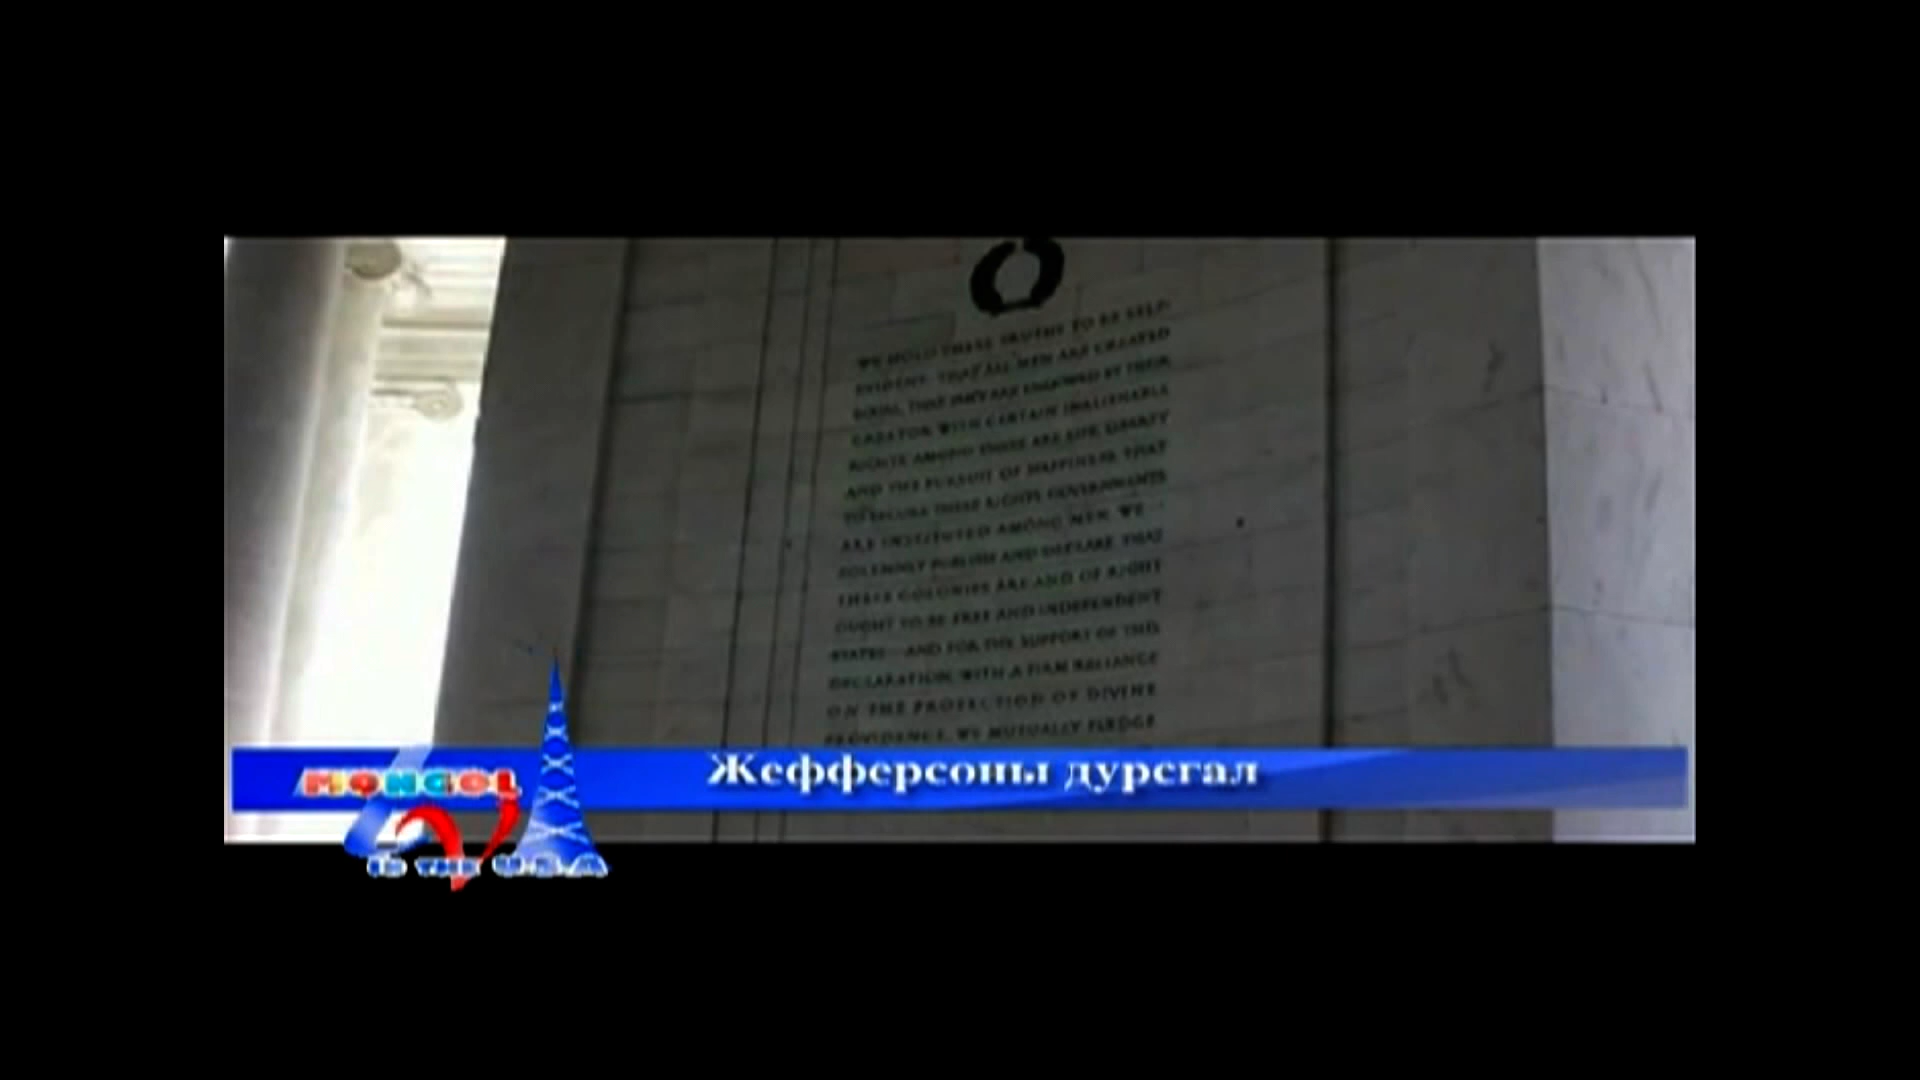 WE HOLD THESE TRUTHS TO BE SELF-
EVIDENT: THAT ALL MEN ARE CREATED
EQUAL, THAT THEY ARE ENDOWED BY THEIR
CREATOR WITH CERTAIN INALIENABLE
RIGHTS AMONG THESE ARE LIFE, LIBERTY
AND THE PURSUIT OF HAPPINESS, THAT
TO SECURE THESE RIGHTS GOVERNMENTS
ARE INSTITUTED AMONG MEN. WE···
SOLEMNLY PUBLISH AND DECLARE, THAT
THESE COLONIES ARE AND OF RIGHT
OUGHT TO BE FREE AND INDEPENDENT
STATES···AND FOR THE SUPPORT OF THIS
DECLARATION, WITH A FIRM RELIANCE
ON THE PROTECTION OF DIVINE
PROVIDENCE, WE MUTUALLY PLEDGE
Жефферсоны дурсгал
MONGOL
TV
IN THE U.S.A